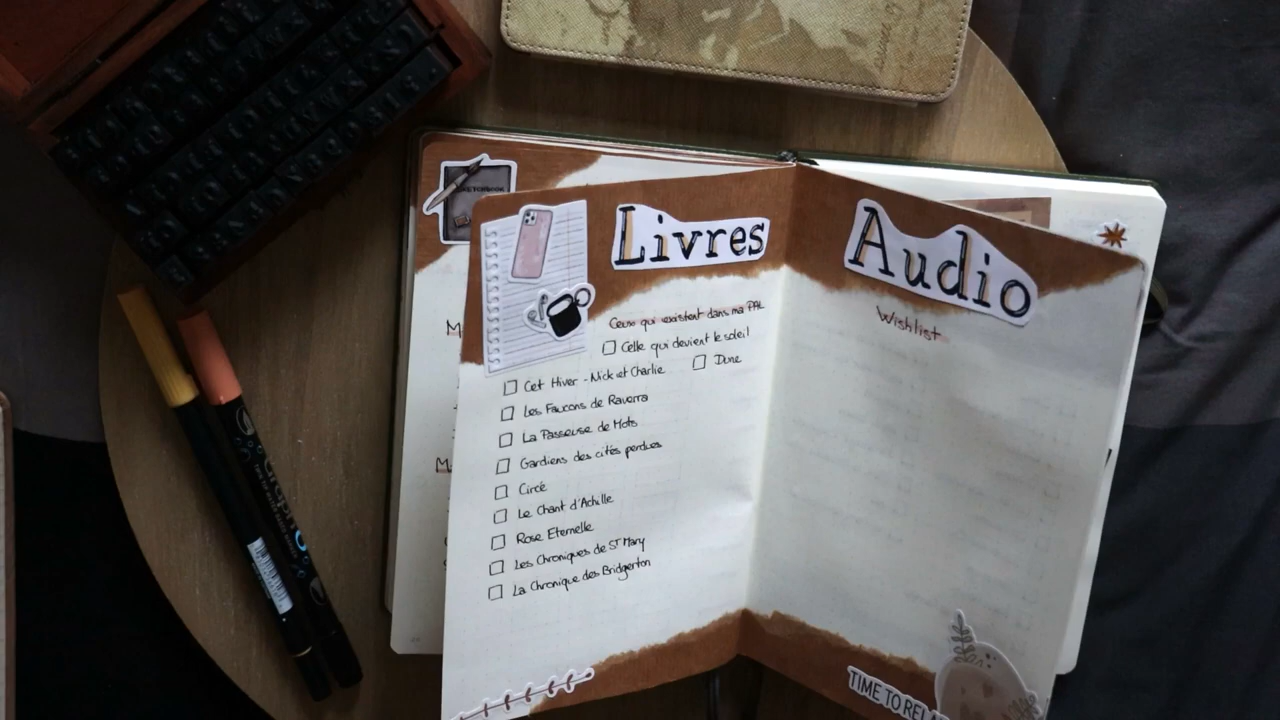 SKETCHBOOK
Livres
Audio
Ceux qui existent dans ma PAL
Celle qui devient le soleil
Cet Hiver - Nick et Charlie
Dune
Les Faucons de Raverra
La Passeuse de Mots
Gardiens des cités perdues
Circé
Le Chant d'Achille
Rose Eternelle
Les Chroniques de St Mary
La Chronique des Bridgerton
Wishlist
TIME TO RELA
M
M